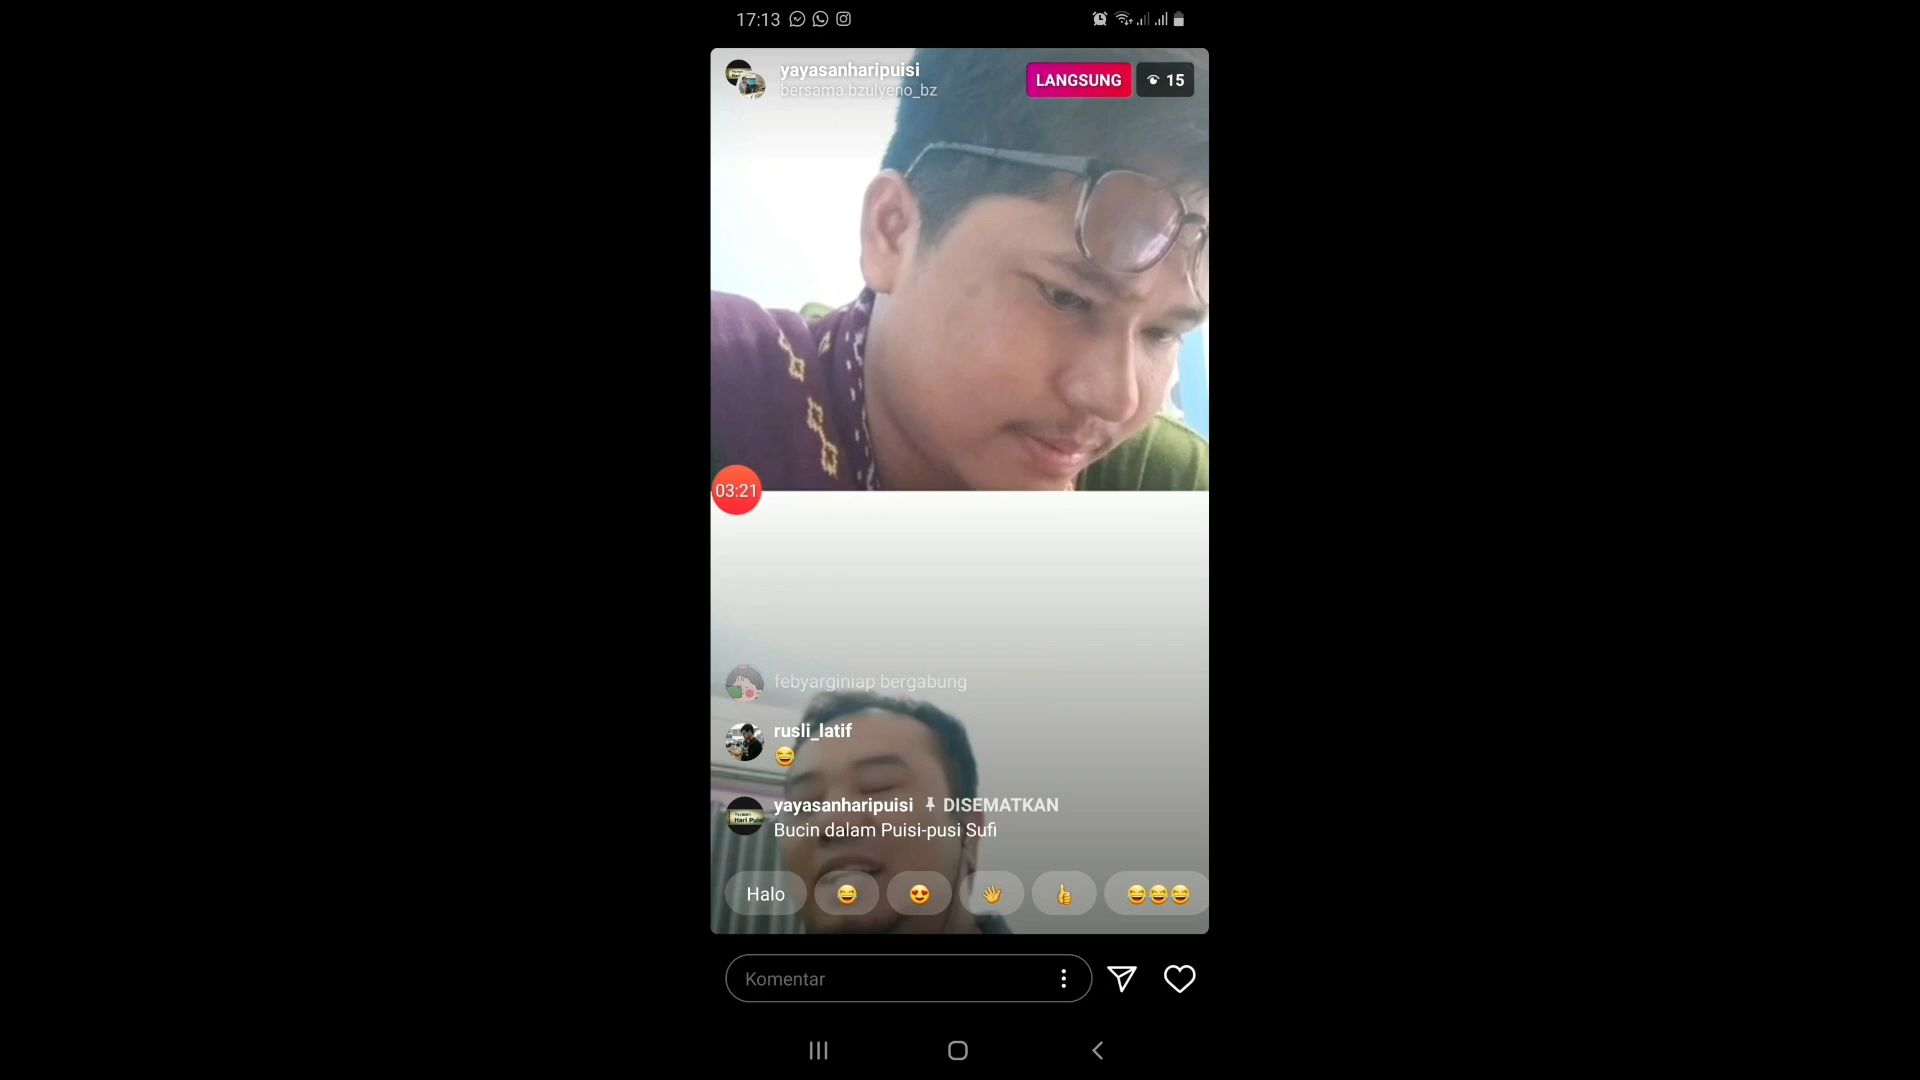 17:13
yayasanharipuisi
bersama bzulyeno_bz
LANGSUNG
15
03:21
febyarginiap bergabung
rusli_latif
😅
yayasanharipuisi DISEMATKAN
Bucin dalam Puisi-pusi Sufi
Halo 😅 😍 👋 👍 😅😅😅
Komentar